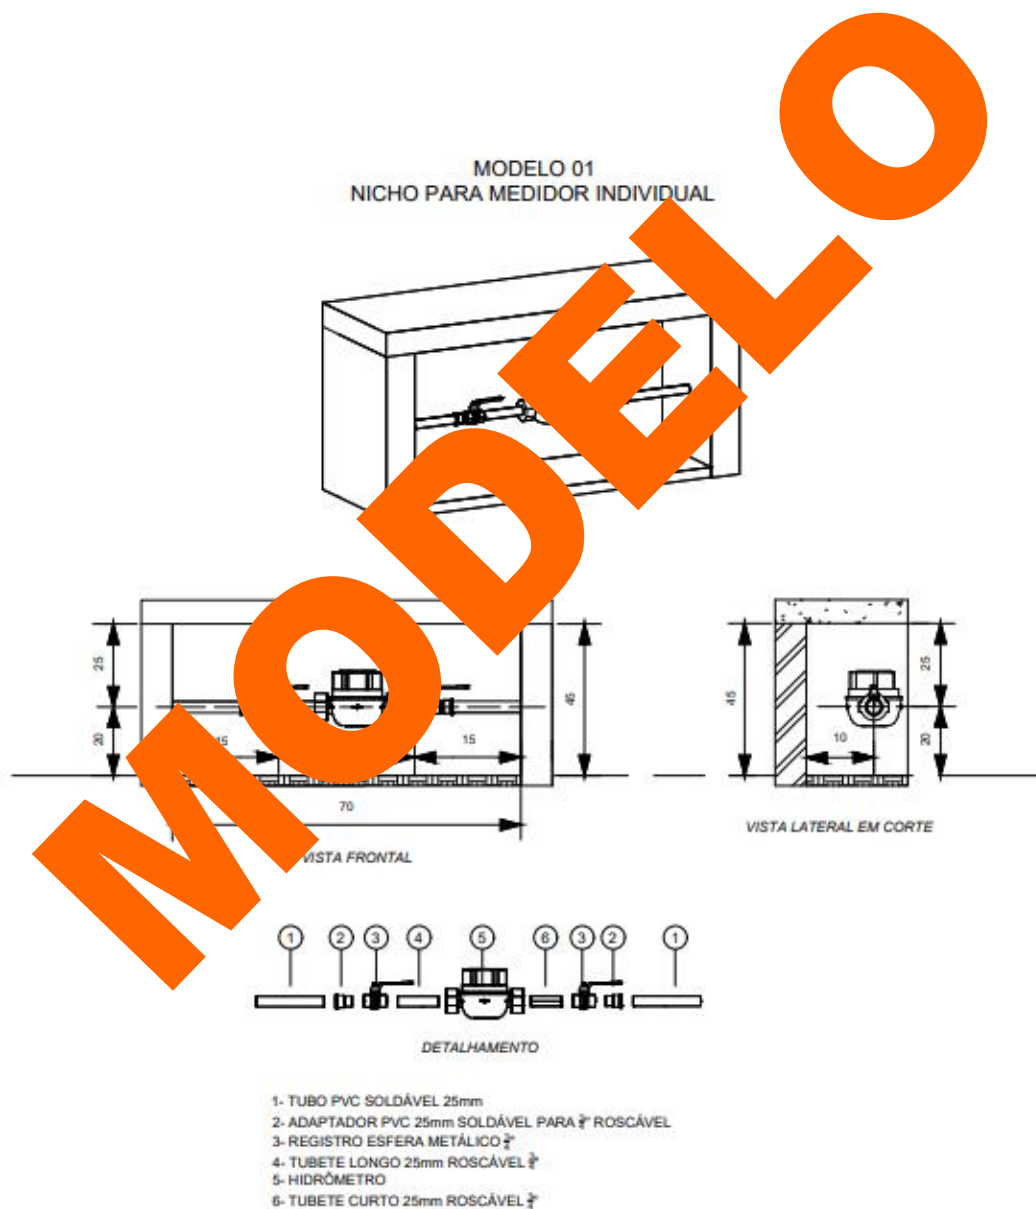 MODELO 01
NICHO PARA MEDIDOR INDIVIDUAL
MODELO
25
20
15
15
70
45
VISTA FRONTAL
45
10
25
20
VISTA LATERAL EM CORTE
1 2 3 4 5 6 3 2 1
DETALHAMENTO
1- TUBO PVC SOLDÁVEL 25mm
2- ADAPTADOR PVC 25mm SOLDÁVEL PARA ¾" ROSCÁVEL
3- REGISTRO ESFERA METÁLICO ¾"
4- TUBETE LONGO 25mm ROSCÁVEL ¾"
5- HIDRÔMETRO
6- TUBETE CURTO 25mm ROSCÁVEL ¾"